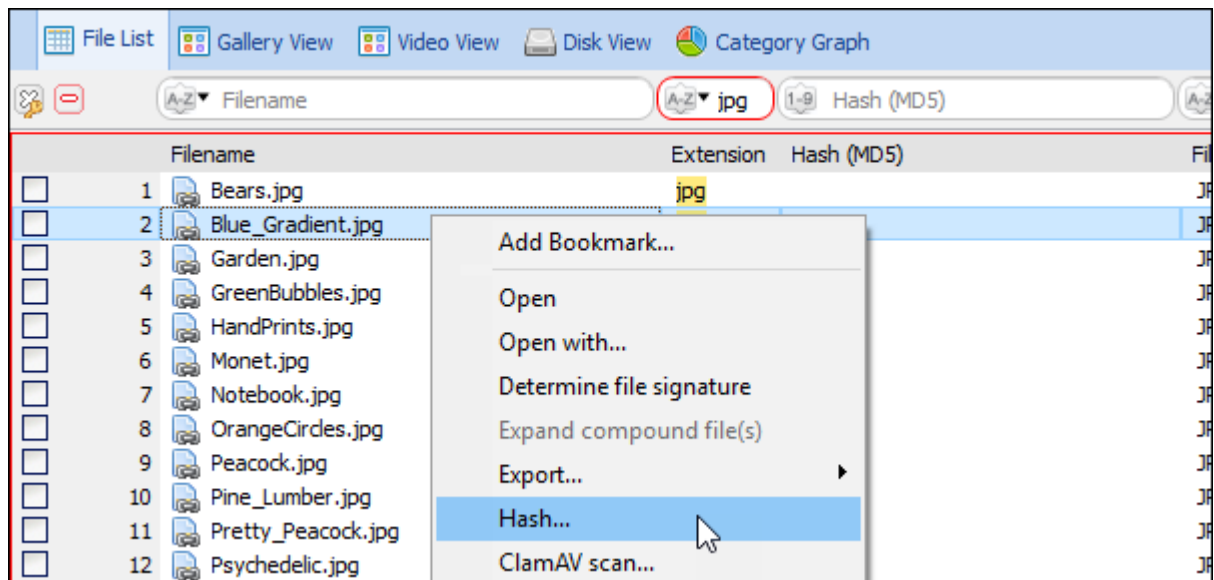 File List Gallery View Video View Disk View Category Graph
A-Z Filename A-Z jpg 1-9 Hash (MD5)
Filename Extension Hash (MD5)
1 Bears.jpg jpg
2 Blue_Gradient.jpg
Add Bookmark...
3 Garden.jpg
4 GreenBubbles.jpg
Open
5 HandPrints.jpg
Open with...
6 Monet.jpg
Determine file signature
7 Notebook.jpg
8 OrangeCircles.jpg
Expand compound file(s)
9 Peacock.jpg
Export...
10 Pine_Lumber.jpg
Hash...
11 Pretty_Peacock.jpg
12 Psychedelic.jpg
ClamAV scan...